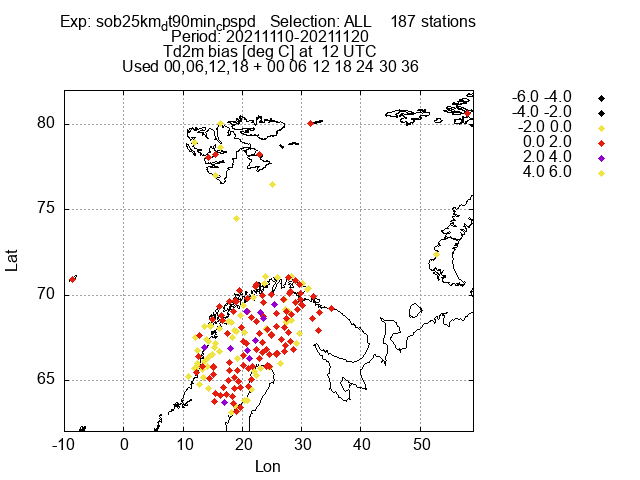 Exp: sob25km_dt90min_cpspd Selection: ALL 187 stations
Period: 20211110-20211120
Td2m bias [deg C] at 12 UTC
Used 00,06,12,18 + 00 06 12 18 24 30 36
-6.0 -4.0
-4.0 -2.0
-2.0 0.0
0.0 2.0
2.0 4.0
4.0 6.0
80
75
70
65
Lat
-10 0 10 20 30 40 50
Lon